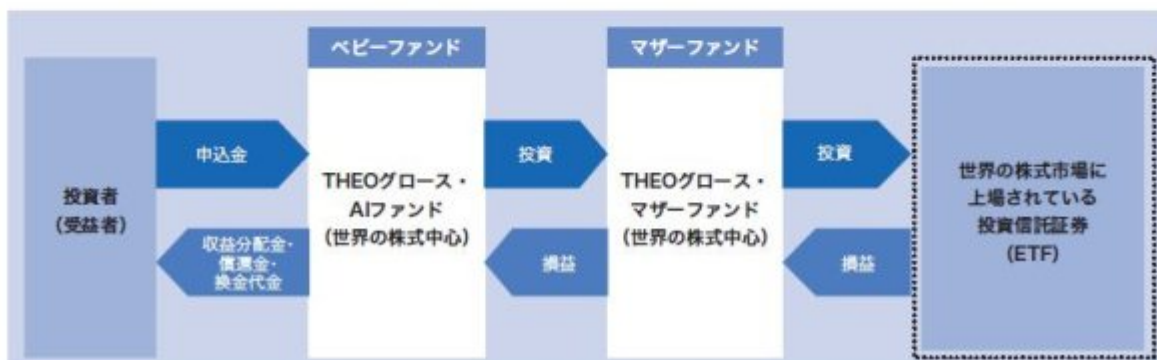 ベビーファンド
マザーファンド
投資者
(受益者)
申込金
収益分配金・
償還金・
換金代金
THEOグロース・
AIファンド
(世界の株式中心)
投資
損益
THEOグロース・
マザーファンド
(世界の株式中心)
投資
損益
世界の株式市場に
上場されている
投資信託証券
(ETF)